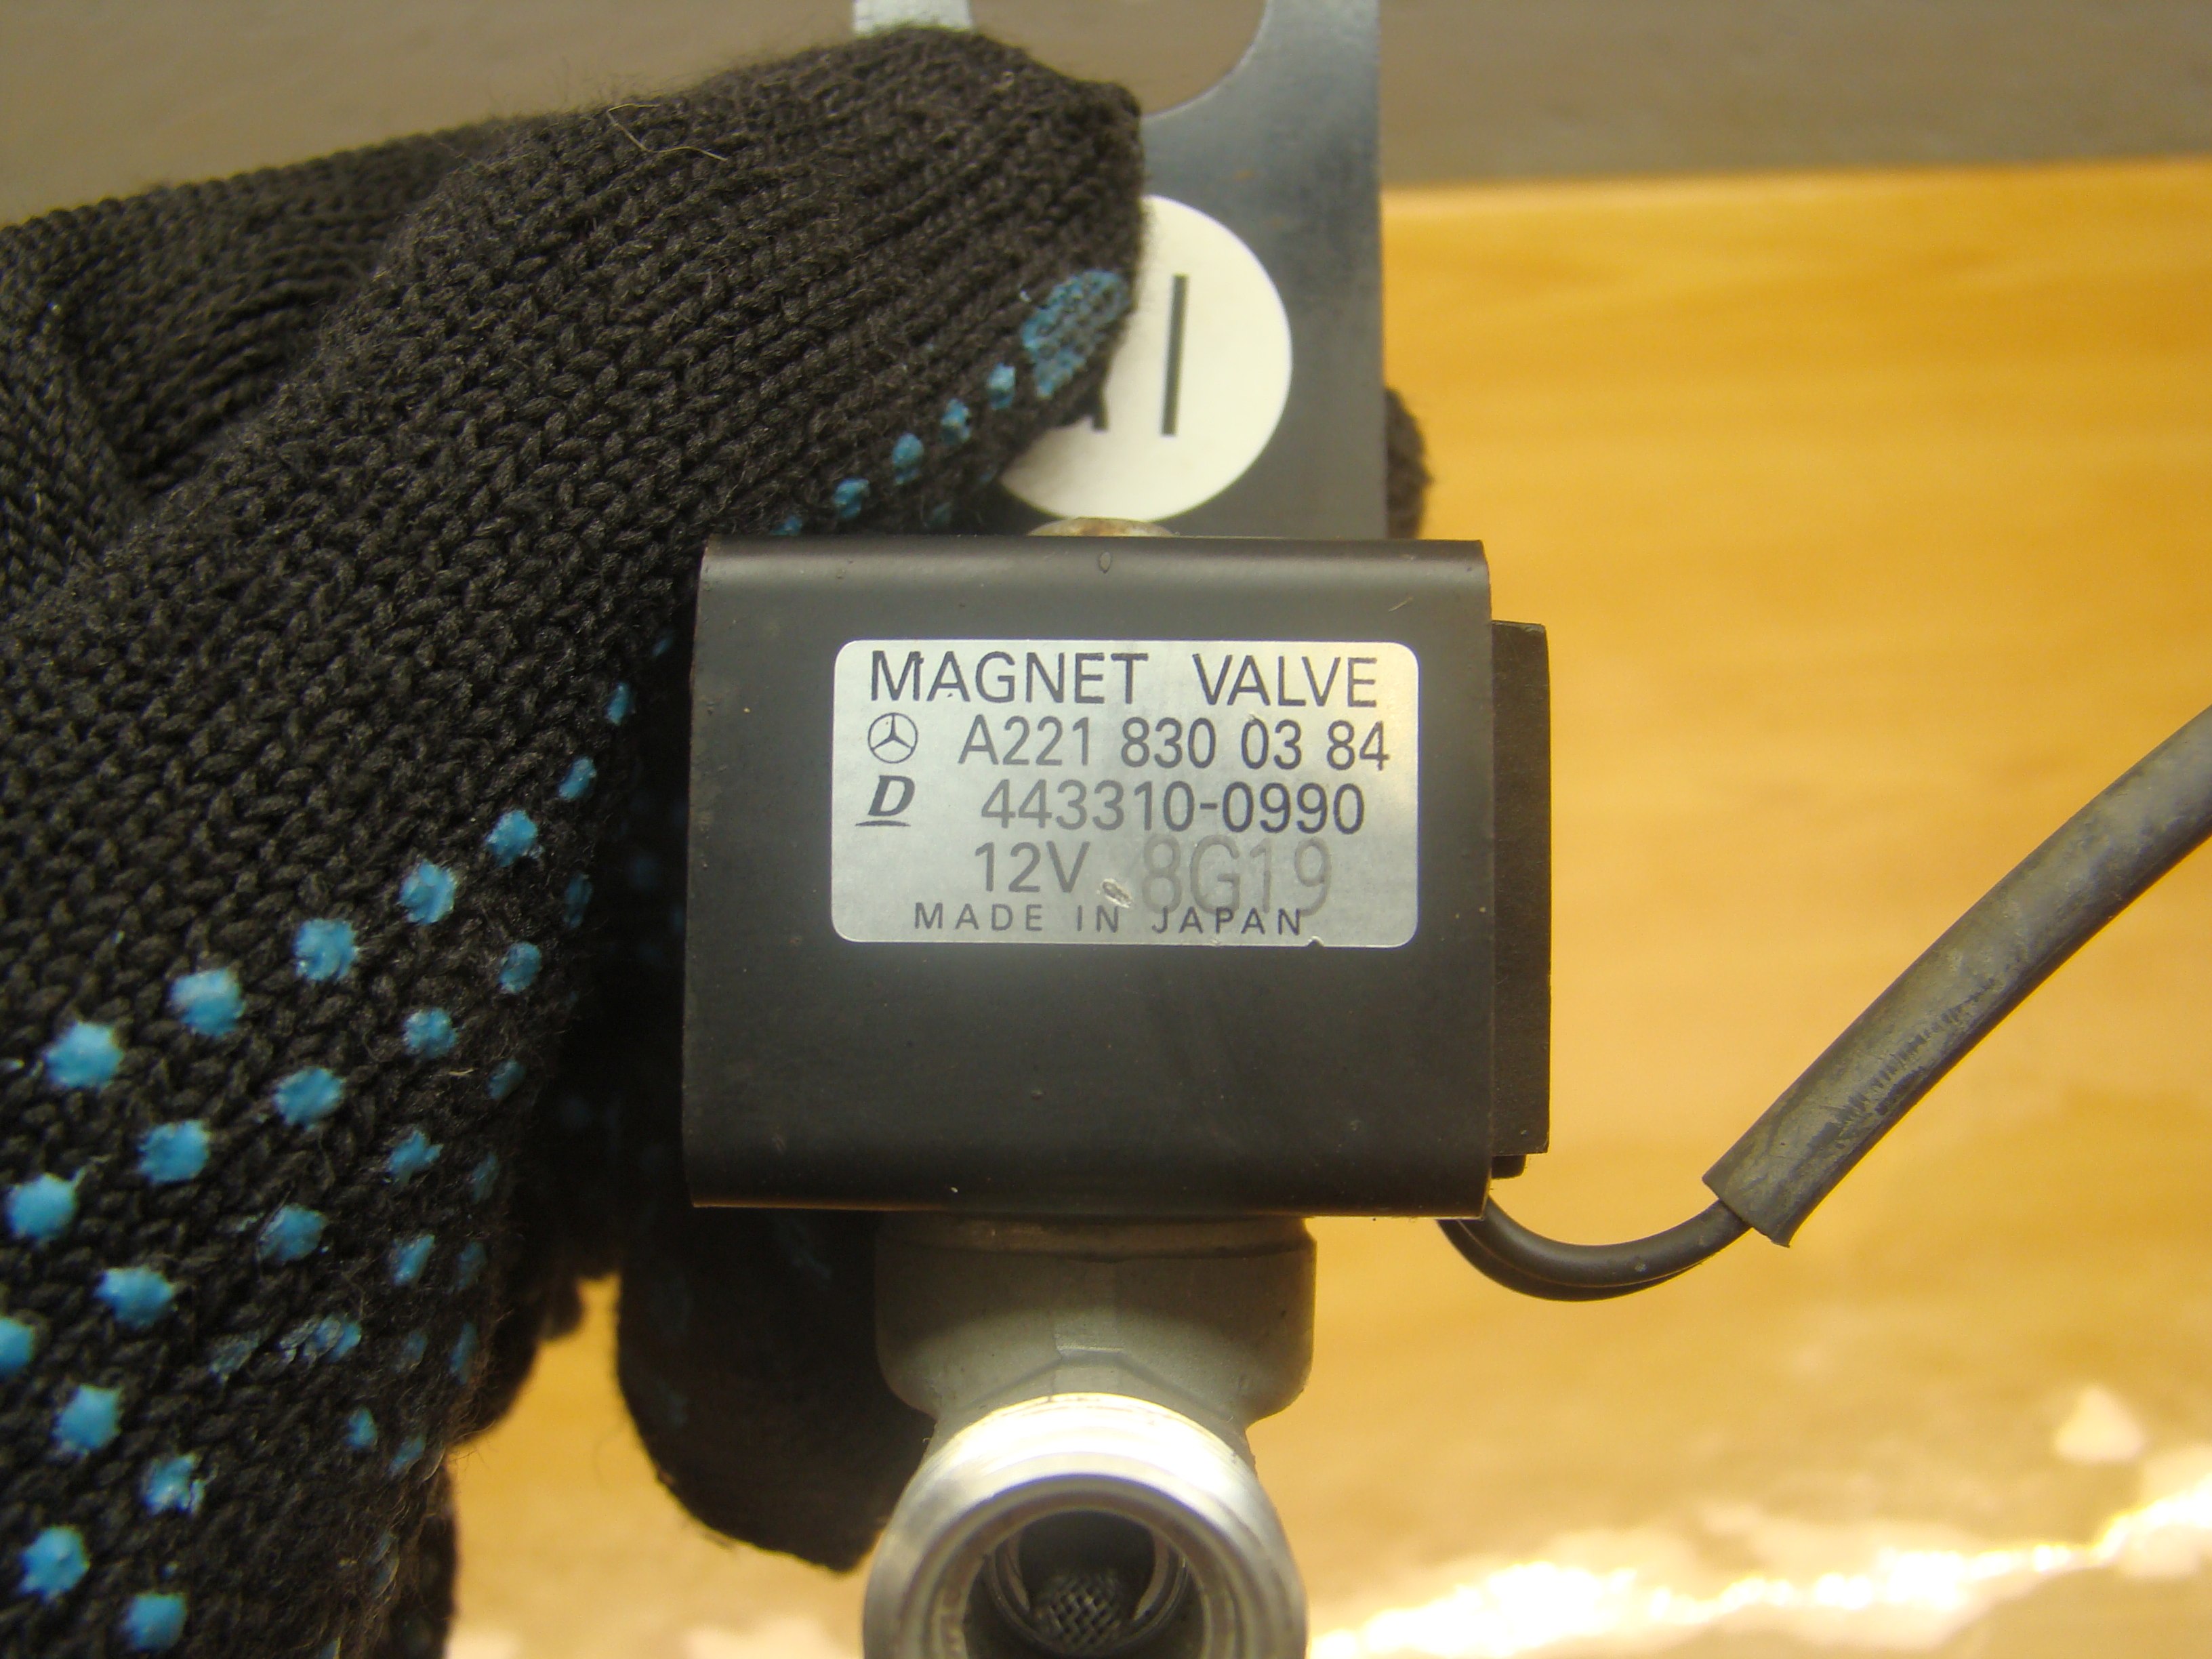 MAGNET VALVE
A221 830 03 84
D 443310-0990
12V 8G19
MADE IN JAPAN